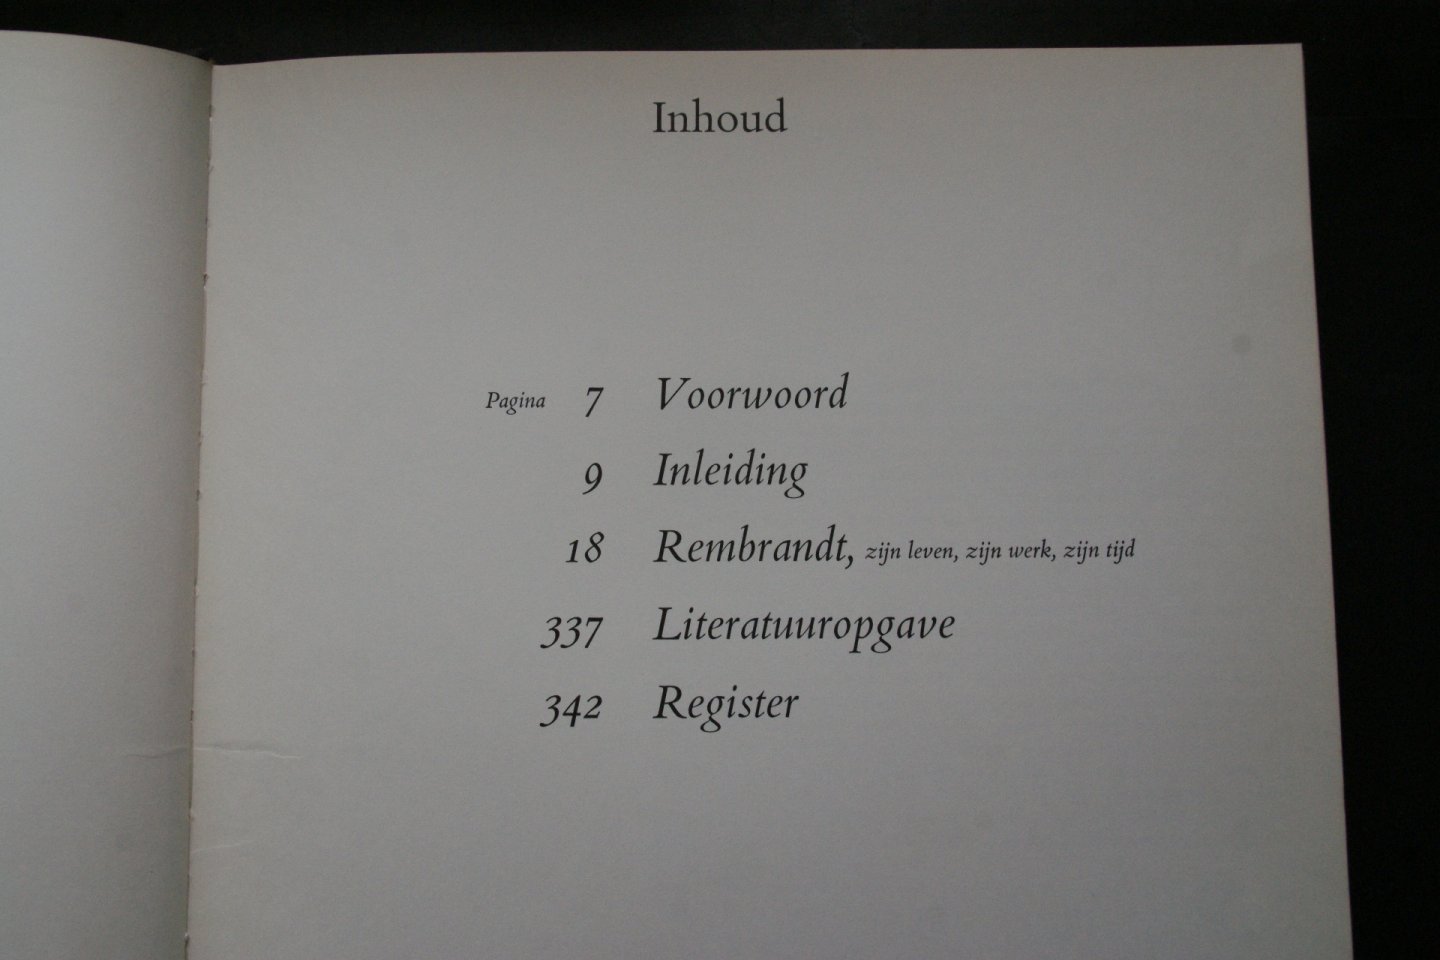 Inhoud
Pagina 7 Voorwoord
9 Inleiding
18 Rembrandt, zijn leven, zijn werk, zijn tijd
337 Literatuuropgave
342 Register